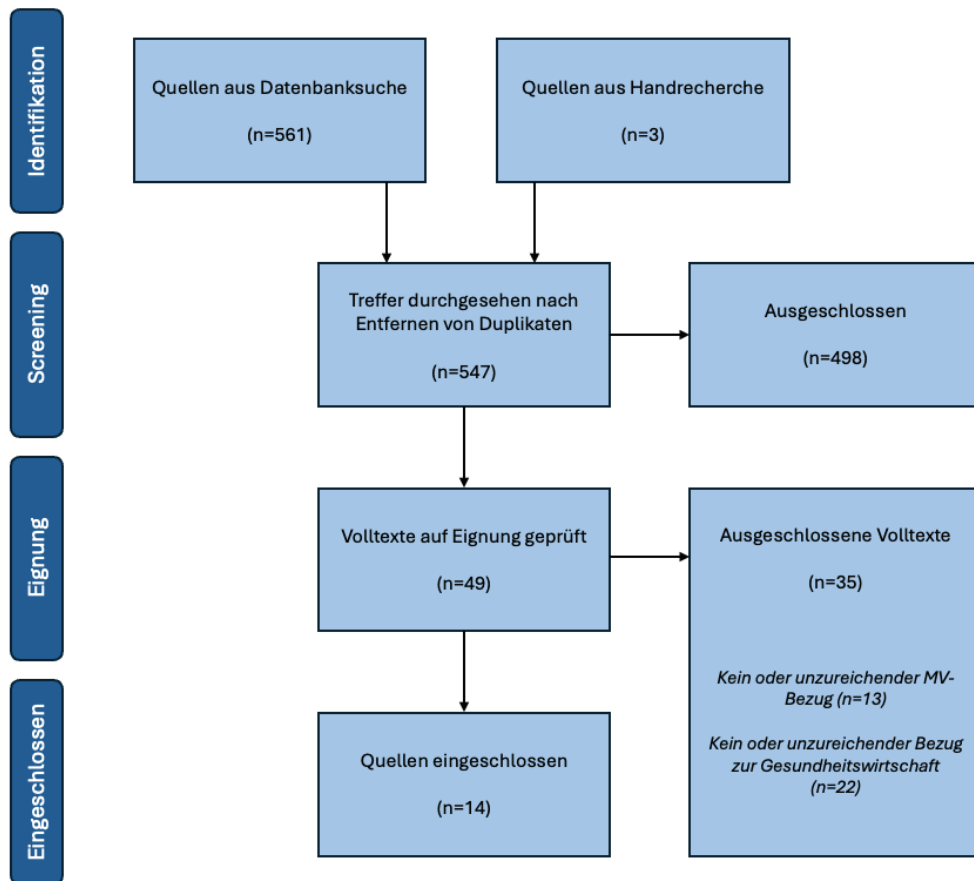 Identifikation
Quellen aus Datenbanksuche
(n=561)
Quellen aus Handrecherche
(n=3)
Screening
Treffer durchgesehen nach
Entfernen von Duplikaten
(n=547)
Ausgeschlossen
(n=498)
Eignung
Volltexte auf Eignung geprüft
(n=49)
Ausgeschlossene Volltexte
(n=35)
Kein oder unzureichender MV-
Bezug (n=13)
Kein oder unzureichender Bezug
zur Gesundheitswirtschaft
(n=22)
Eingeschlossen
Quellen eingeschlossen
(n=14)